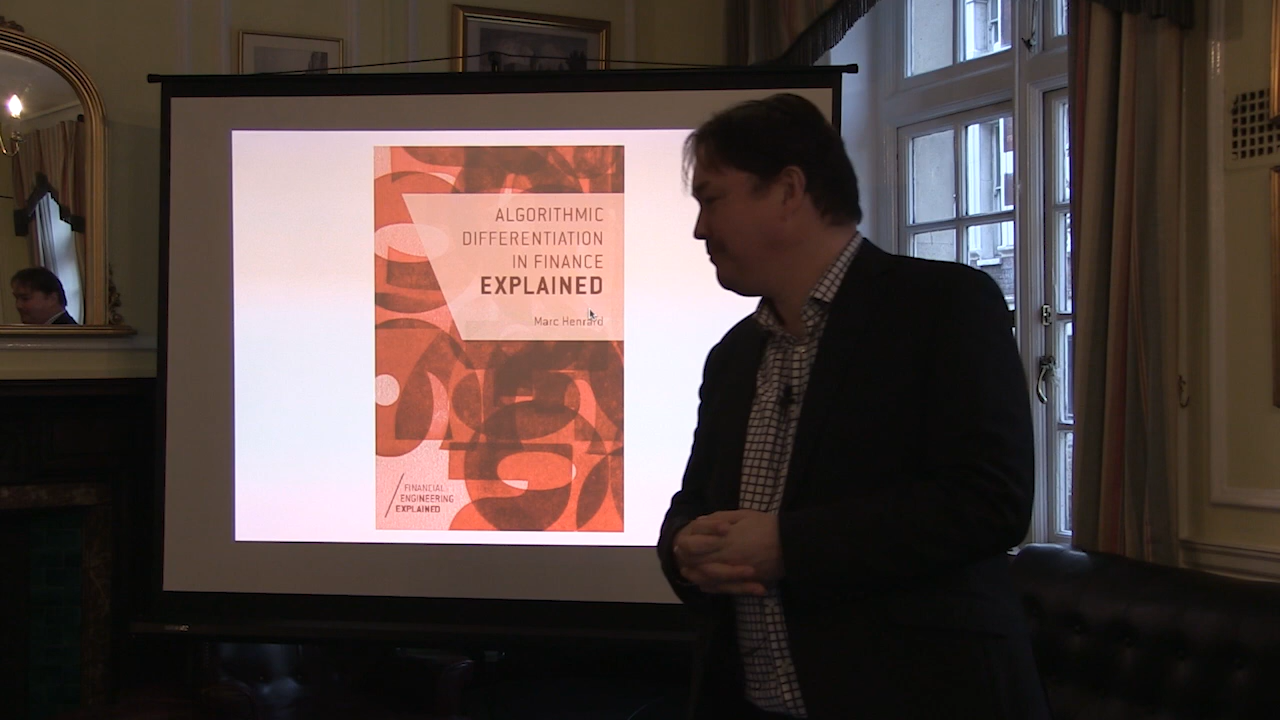 ALGORITHMIC
DIFFERENTIATION
IN FINANCE
EXPLAINED
Marc Henrard
FINANCIAL
ENGINEERING
EXPLAINED